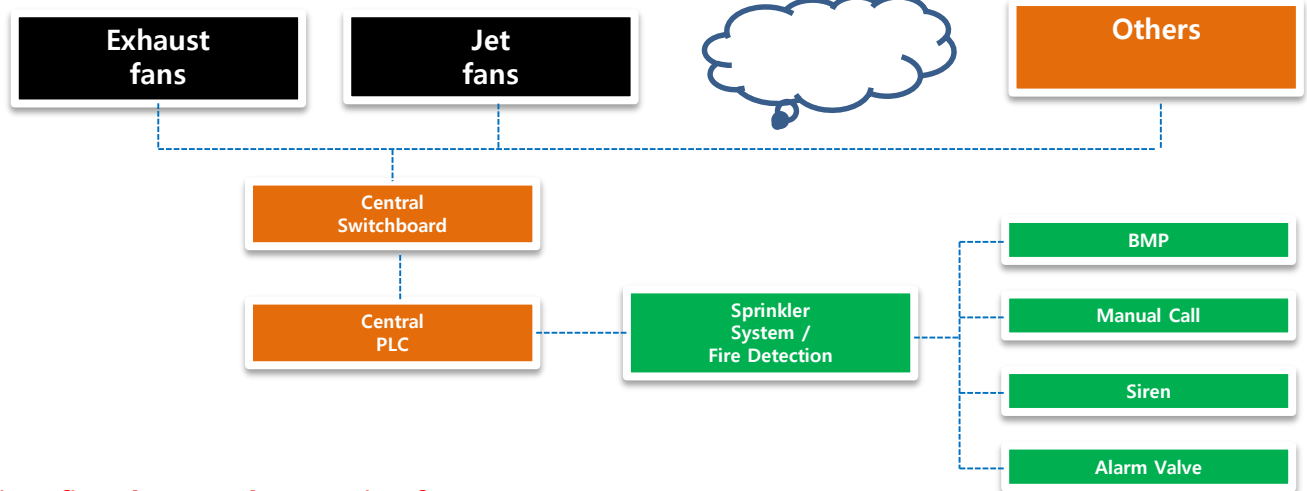 Exhaust
fans
Jet
fans
Others
Central
Switchboard
Central
PLC
Sprinkler
System /
Fire Detection
BMP
Manual Call
Siren
Alarm Valve